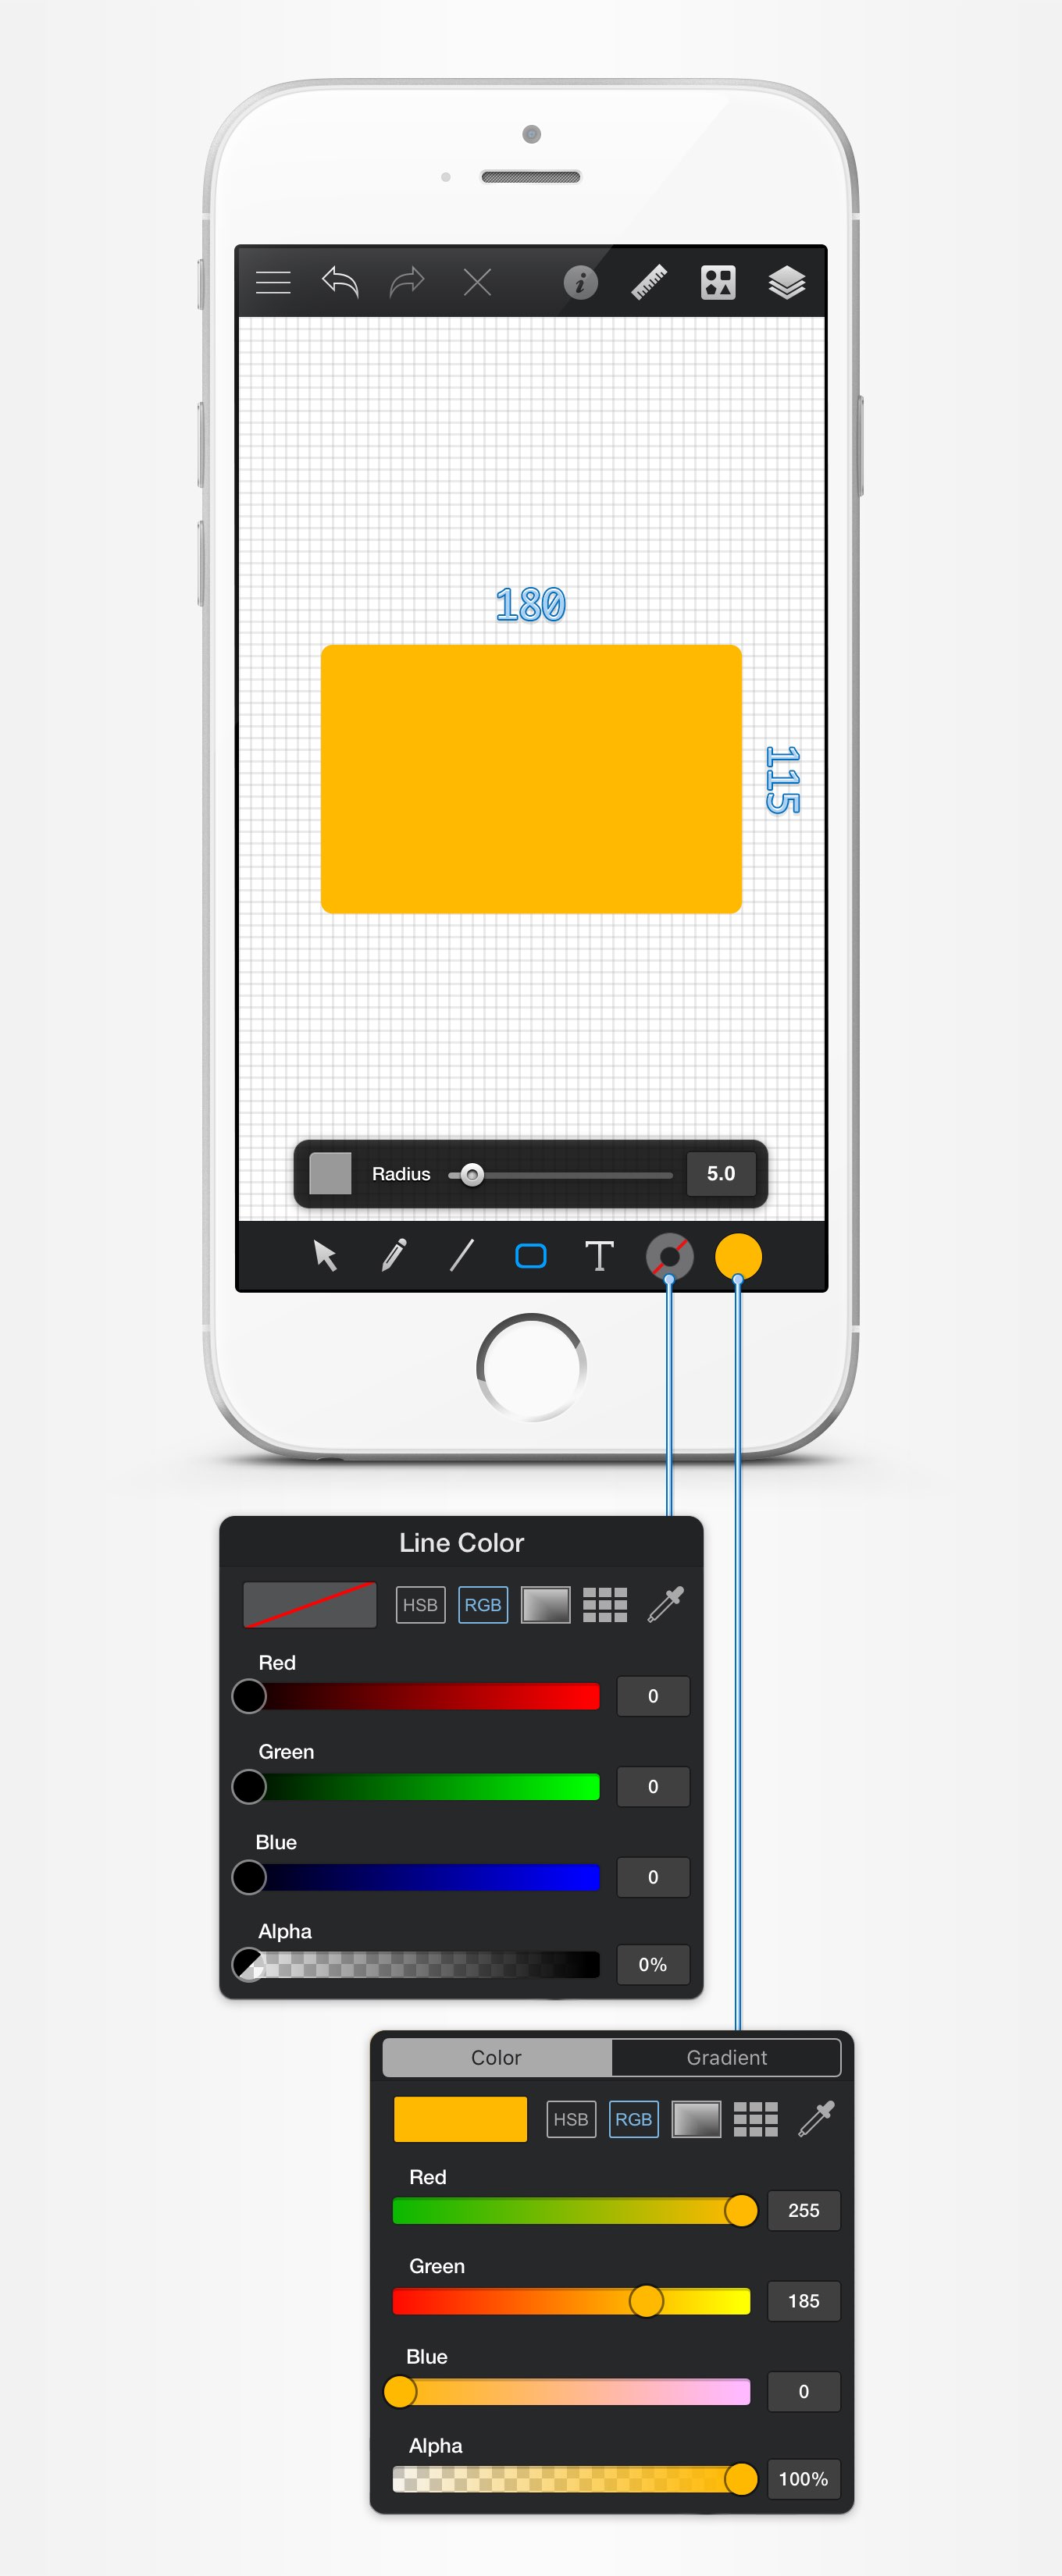 180
115
Radius 5.0
T
Line Color
HSB RGB
Red
0
Green
0
Blue
0
Alpha
0%
Color Gradient
HSB RGB
Red
255
Green
185
Blue
0
Alpha
100%